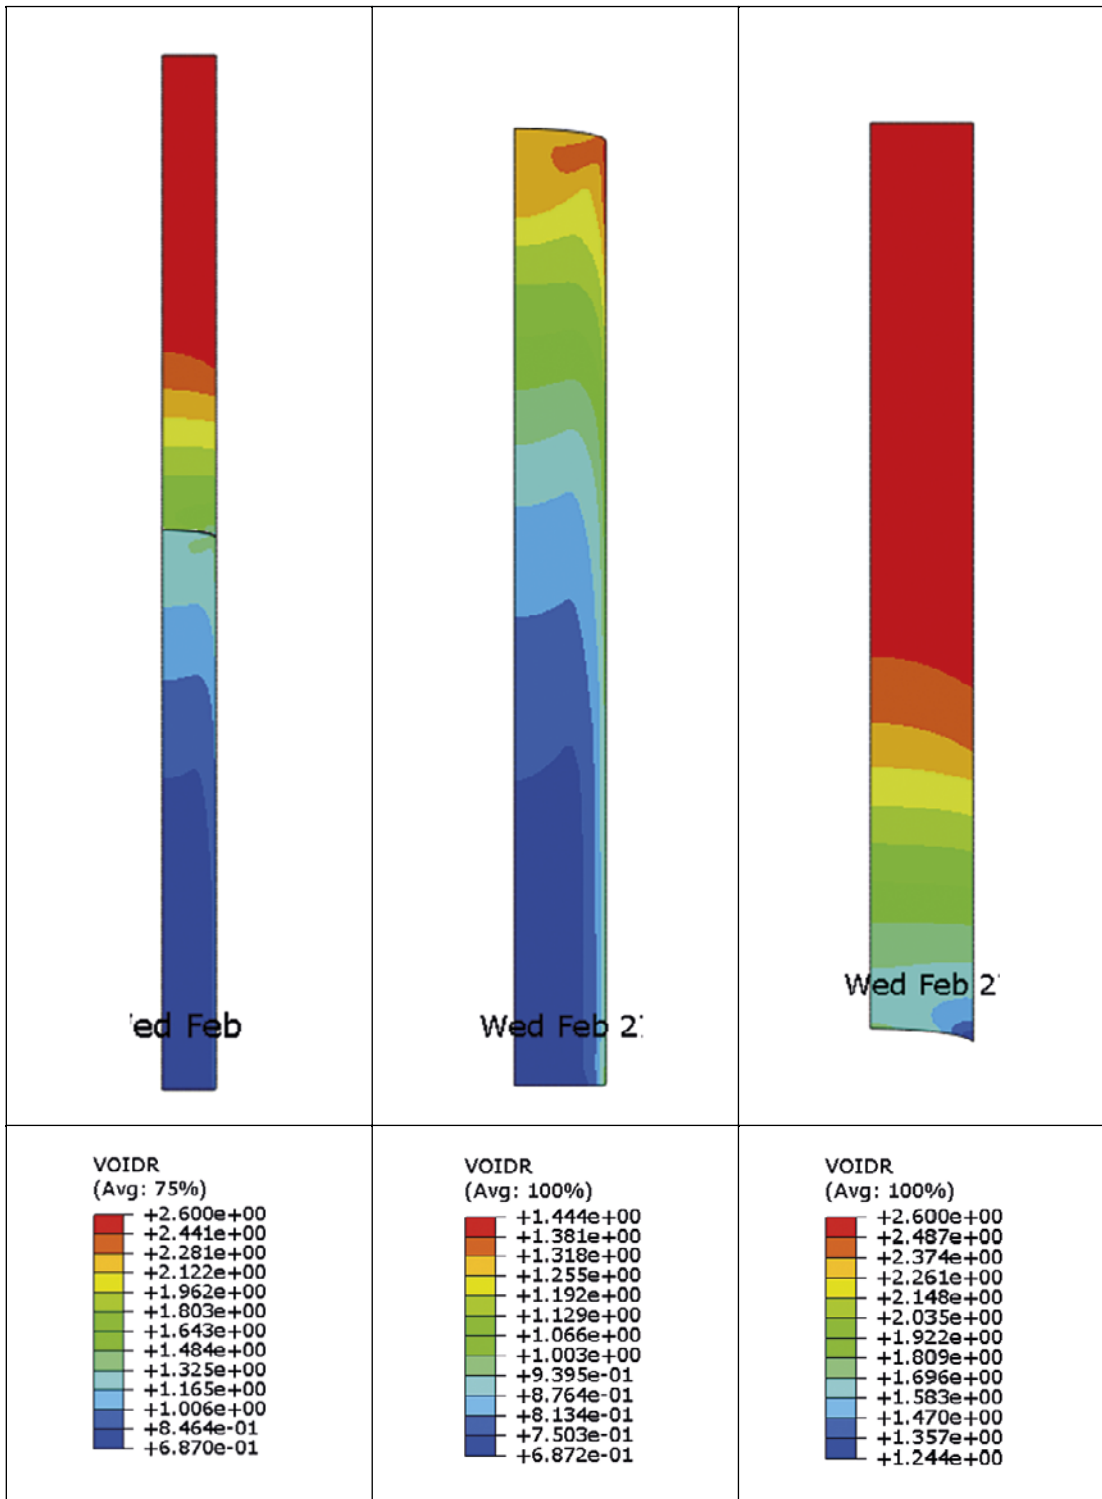 'ed Feb
Wed Feb 2
Wed Feb 2
VOIDR
(Avg: 75%)
+2.600e+00
+2.441e+00
+2.281e+00
+2.122e+00
+1.962e+00
+1.803e+00
+1.643e+00
+1.484e+00
+1.325e+00
+1.165e+00
+1.006e+00
+8.464e-01
+6.870e-01
VOIDR
(Avg: 100%)
+1.444e+00
+1.381e+00
+1.318e+00
+1.255e+00
+1.192e+00
+1.129e+00
+1.066e+00
+1.003e+00
+9.395e-01
+8.764e-01
+8.134e-01
+7.503e-01
+6.872e-01
VOIDR
(Avg: 100%)
+2.600e+00
+2.487e+00
+2.374e+00
+2.261e+00
+2.148e+00
+2.035e+00
+1.922e+00
+1.809e+00
+1.696e+00
+1.583e+00
+1.470e+00
+1.357e+00
+1.244e+00